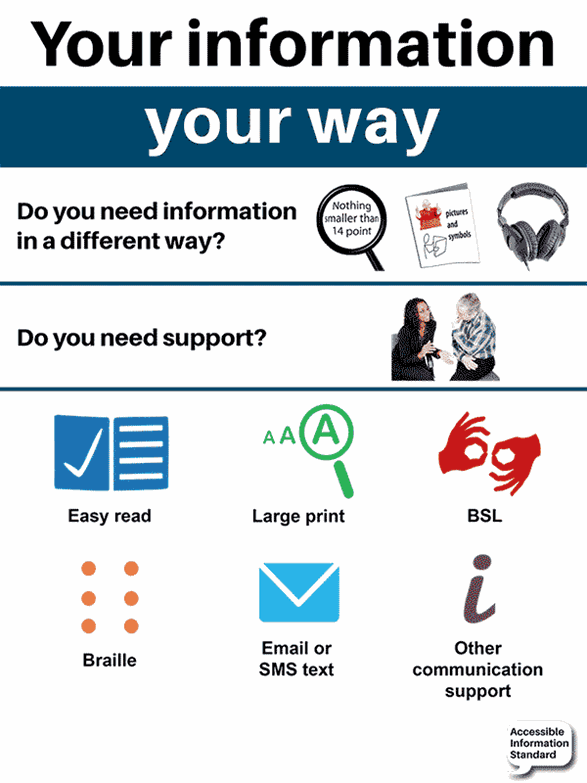 Your information
your way
Do you need information
in a different way?
Nothing
smaller than
14 point
pictures
and
symbols
Do you need support?
A A A
Easy read
Large print
BSL
Braille
Email or
SMS text
Other
communication
support
Accessible
Information
Standard